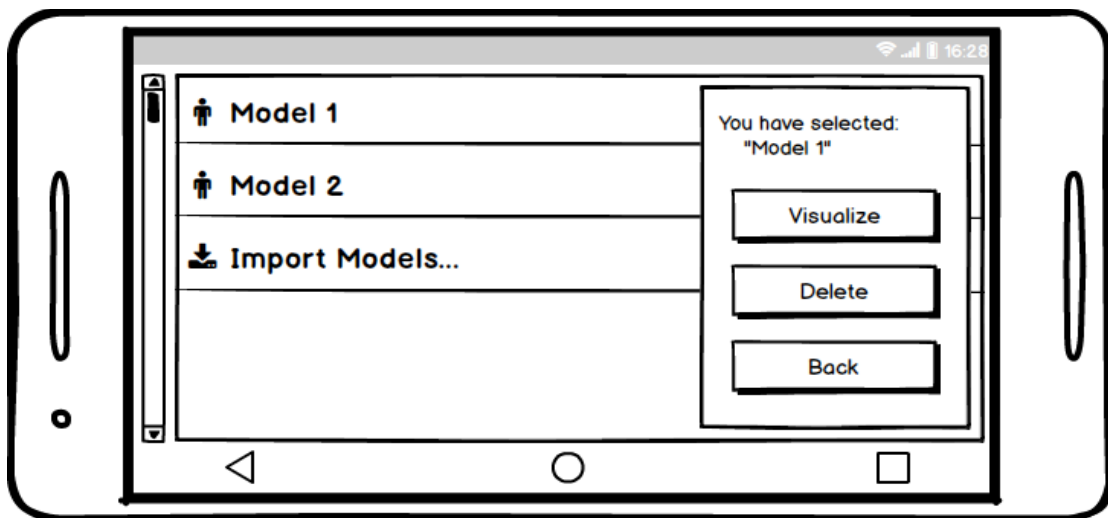 16:28
Model 1
Model 2
Import Models...
You have selected:
"Model 1"
Visualize
Delete
Back